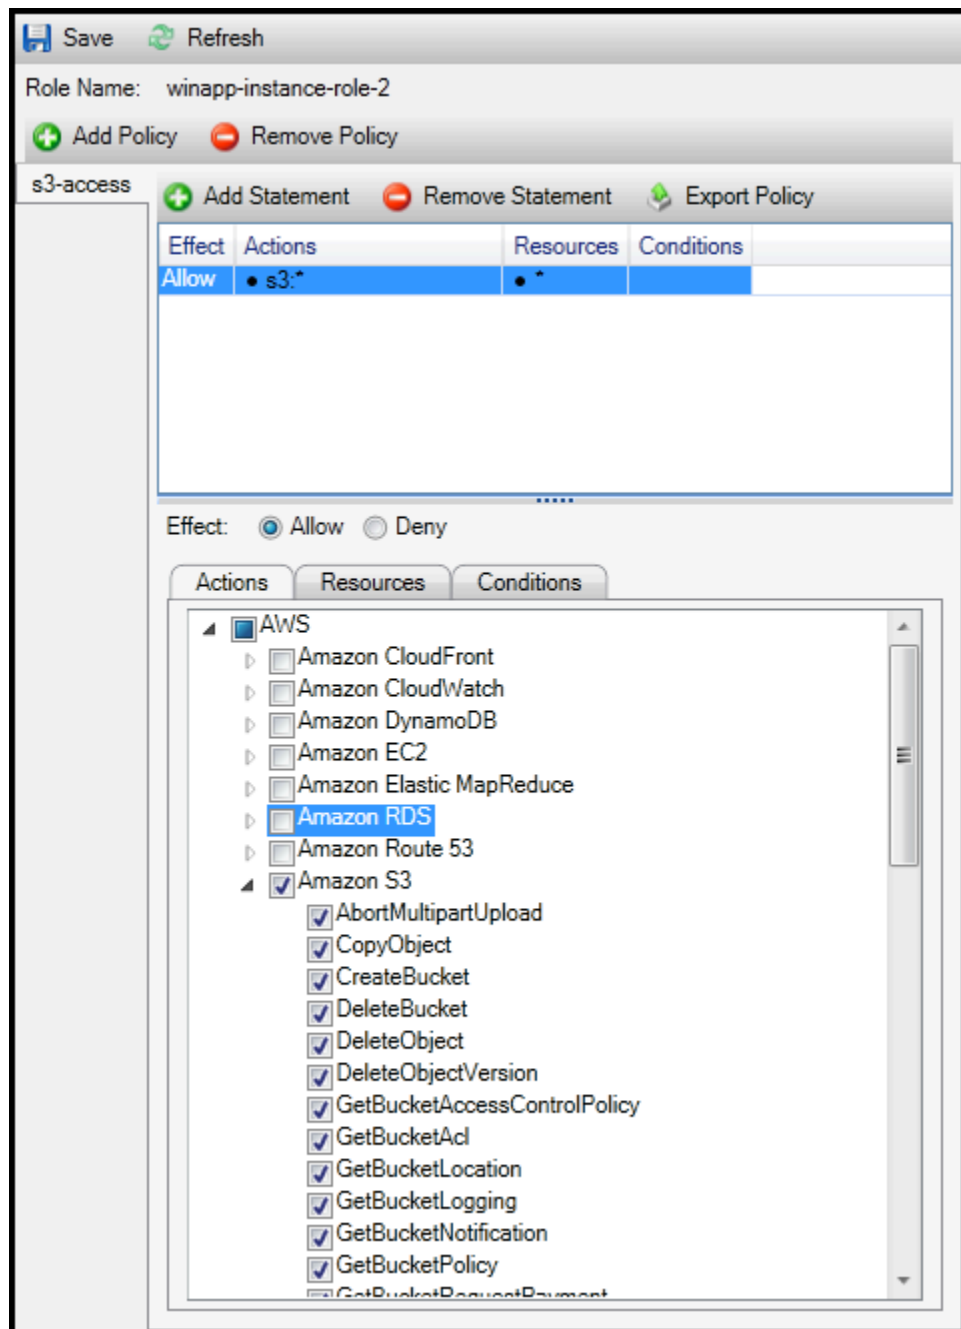 Save Refresh
Role Name: winapp-instance-role-2
Add Policy Remove Policy
s3-access
Add Statement Remove Statement Export Policy
Effect Actions Resources Conditions
Allow • s3:* • *
Effect: Allow Deny
Actions Resources Conditions
AWS
Amazon CloudFront
Amazon CloudWatch
Amazon DynamoDB
Amazon EC2
Amazon Elastic MapReduce
Amazon RDS
Amazon Route 53
Amazon S3
AbortMultipartUpload
CopyObject
CreateBucket
DeleteBucket
DeleteObject
DeleteObjectVersion
GetBucketAccessControlPolicy
GetBucketAcl
GetBucketLocation
GetBucketLogging
GetBucketNotification
GetBucketPolicy
GetBucketRequestPayment